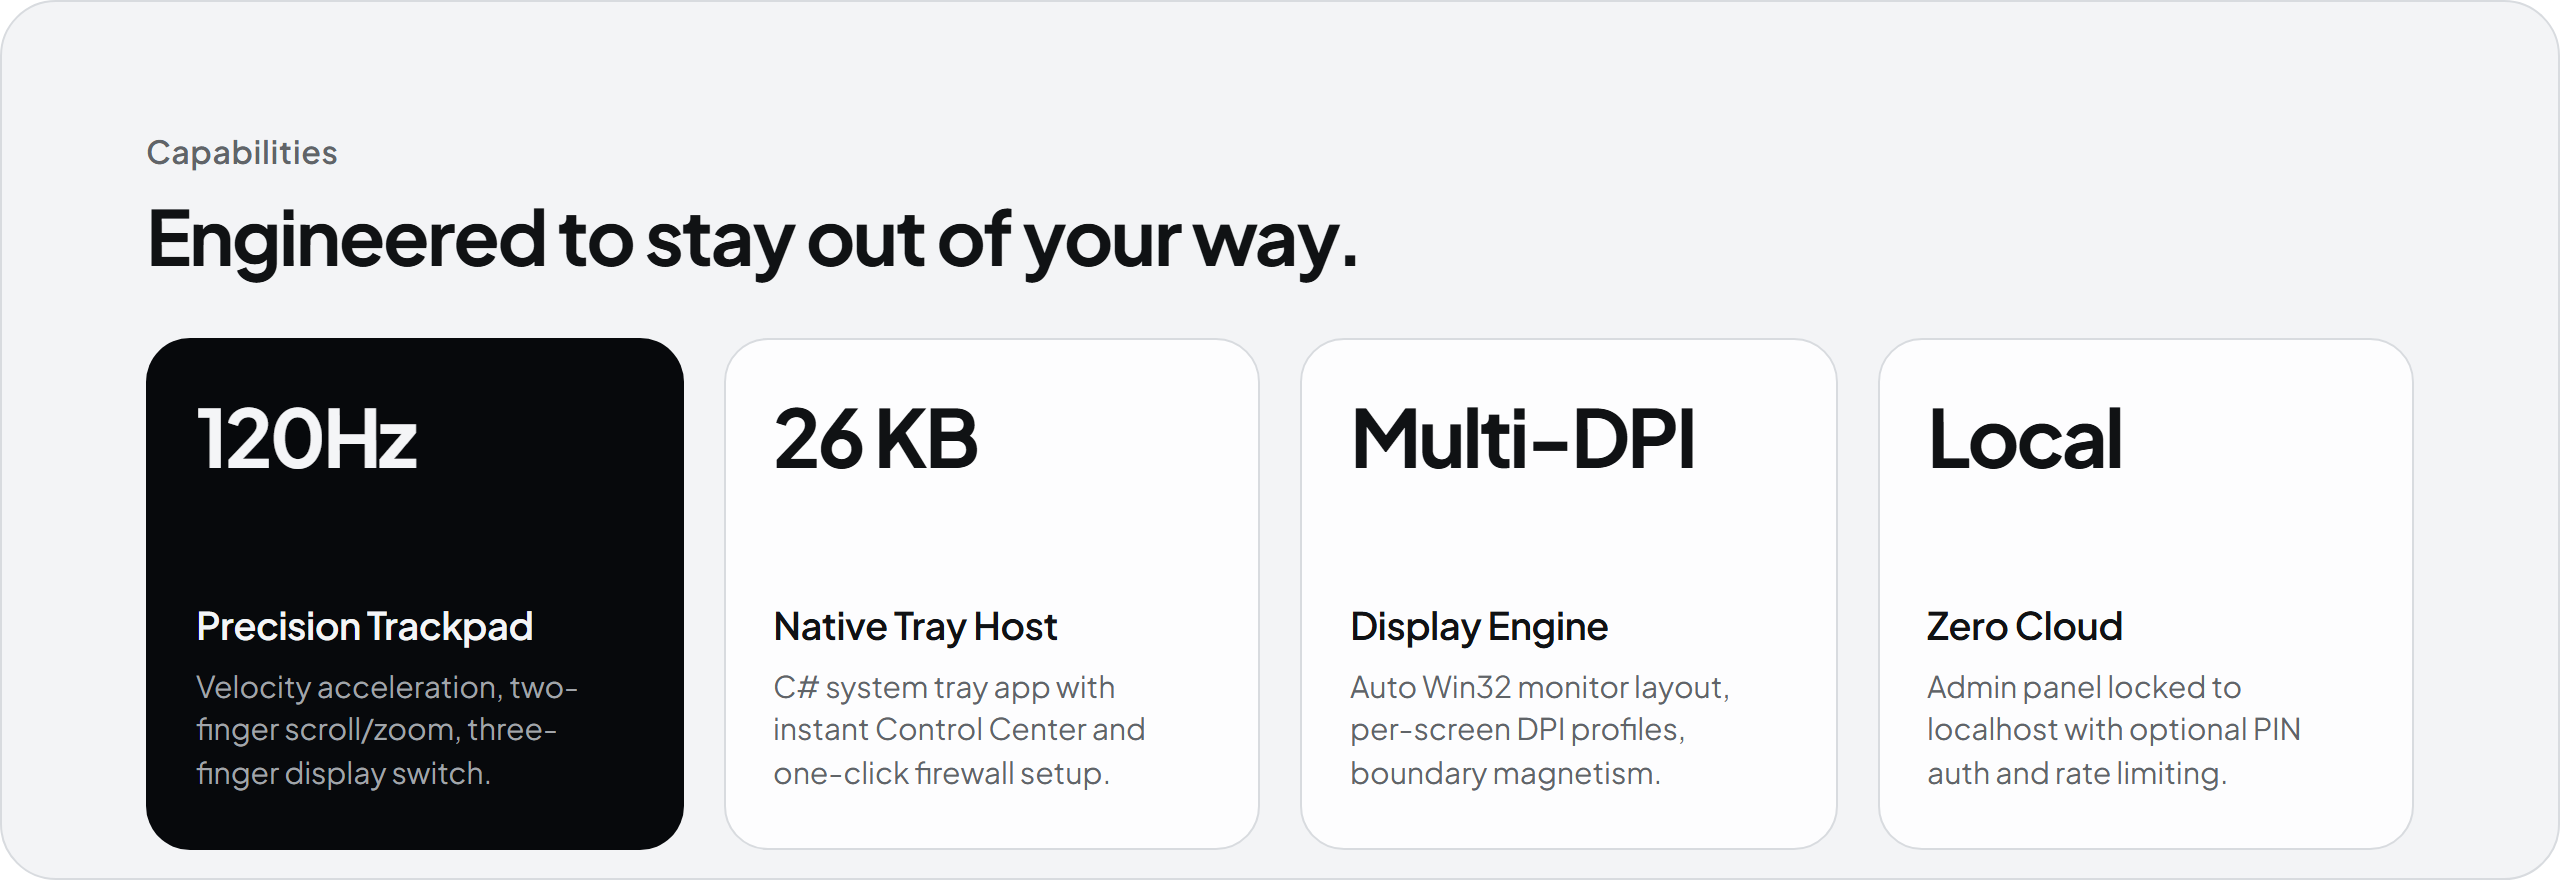 Capabilities
Engineered to stay out of your way.
120Hz
Precision Trackpad
Velocity acceleration, two-
finger scroll/zoom, three-
finger display switch.
26 KB
Native Tray Host
C# system tray app with
instant Control Center and
one-click firewall setup.
Multi-DPI
Display Engine
Auto Win32 monitor layout,
per-screen DPI profiles,
boundary magnetism.
Local
Zero Cloud
Admin panel locked to
localhost with optional PIN
auth and rate limiting.